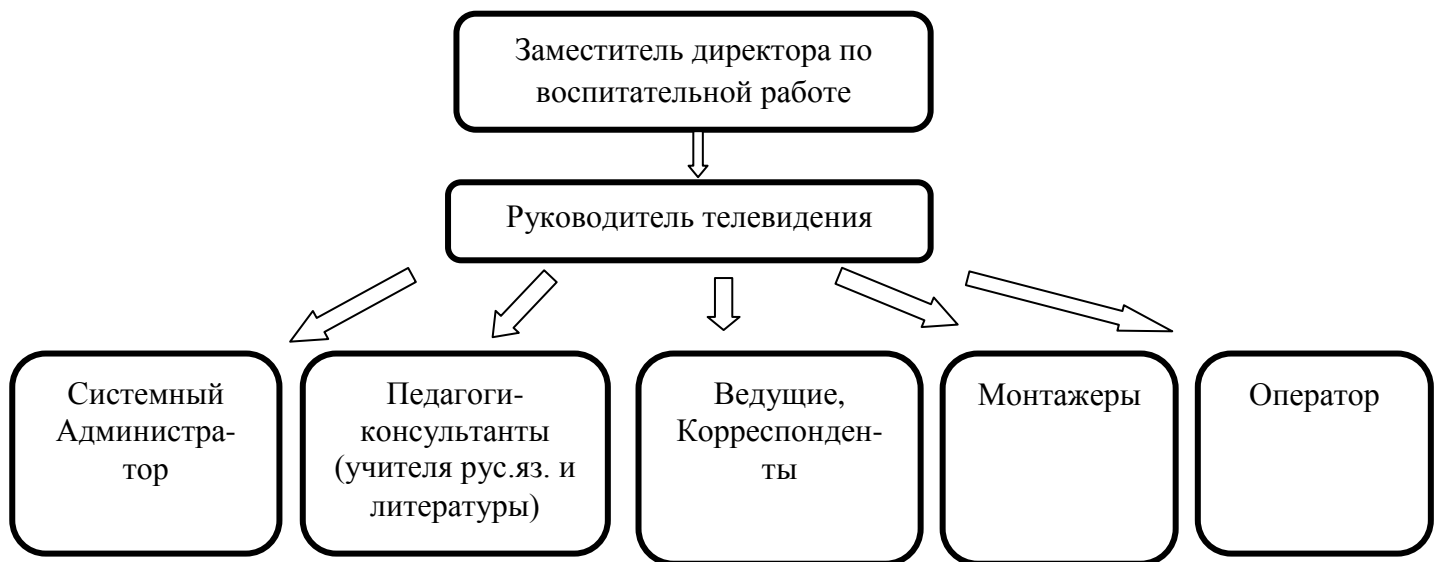 Заместитель директора по
воспитательной работе
Руководитель телевидения
Системный
Администра-
тор
Педагоги-
консультанты
(учителя рус.яз. и
литературы)
Ведущие,
Корреспонден-
ты
Монтажеры
Оператор